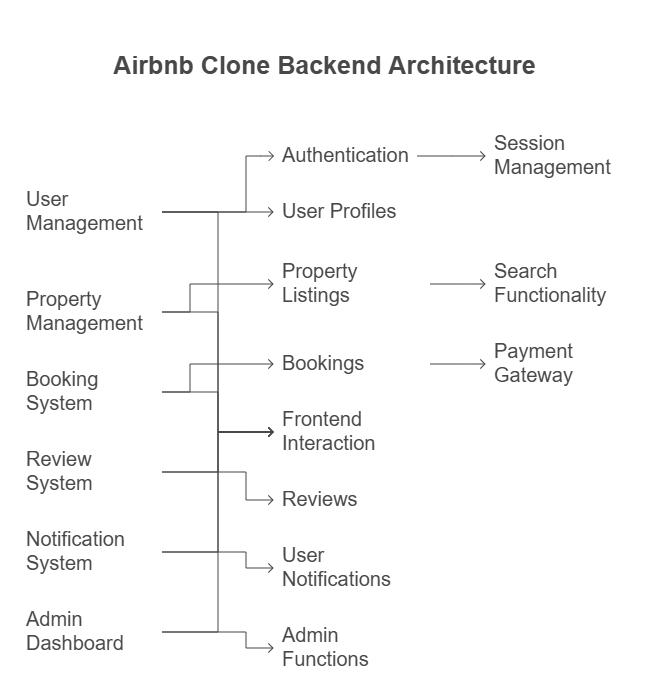 Airbnb Clone Backend Architecture
User
Management
Property
Management
Booking
System
Review
System
Notification
System
Admin
Dashboard
Authentication
User Profiles
Property
Listings
Bookings
Frontend
Interaction
Reviews
User
Notifications
Admin
Functions
Session
Management
Search
Functionality
Payment
Gateway